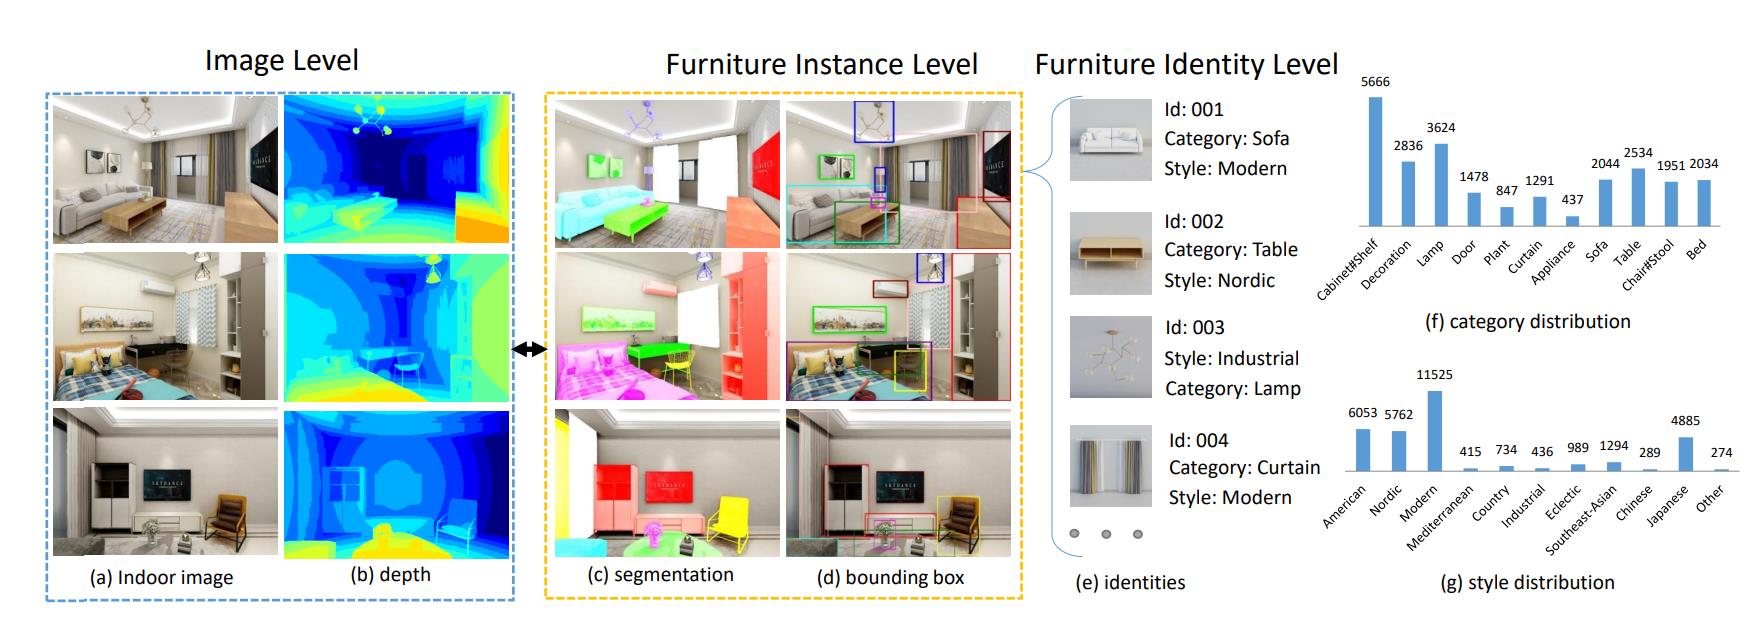 Image Level
Furniture Instance Level
Furniture Identity Level
(a) Indoor image
(b) depth
(c) segmentation
(d) bounding box
Id: 001
Category: Sofa
Style: Modern
Id: 002
Category: Table
Style: Nordic
Id: 003
Style: Industrial
Category: Lamp
Id: 004
Category: Curtain
Style: Modern
(e) identities
5666
2836
3624
1478
847
1291
437
2044
2534
1951
2034
Cabinet#Shelf
Decoration
Lamp
Door
Plant
Curtain
Appliance
Sofa
Table
Chair#Stool
Bed
(f) category distribution
6053
5762
11525
415
734
436
989
1294
289
4885
274
American
Nordic
Modern
Mediterranean
Country
Industrial
Eclectic
Southeast-Asian
Chinese
Japanese
Other
(g) style distribution